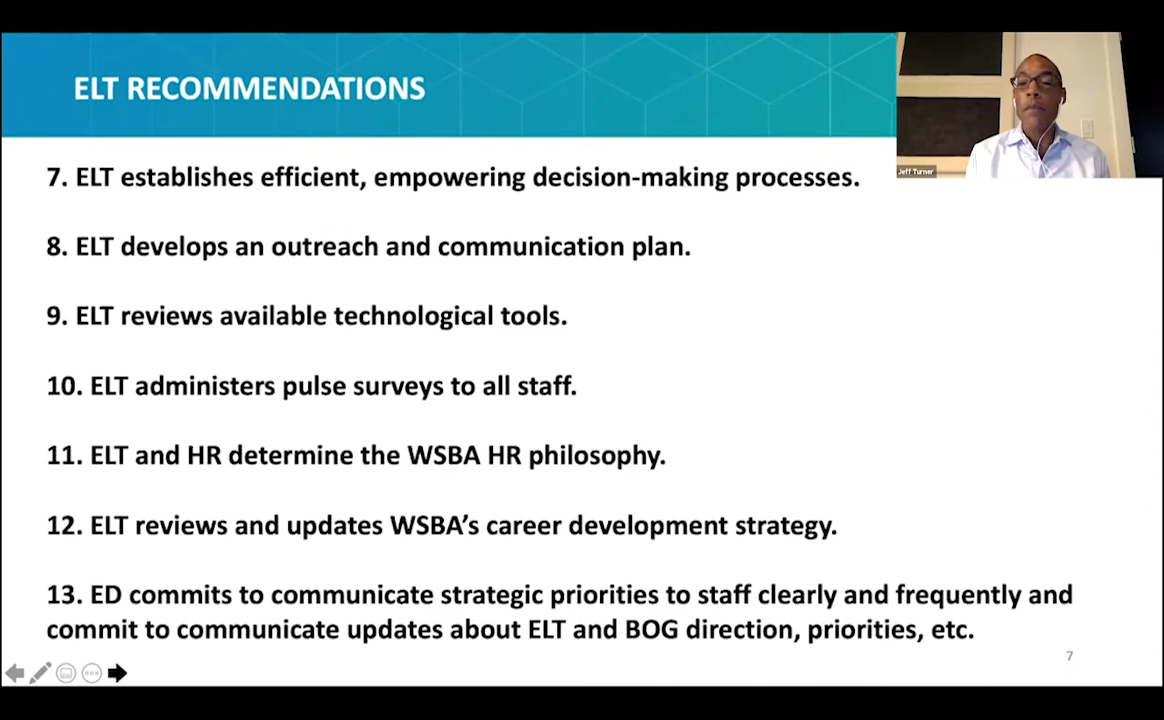 ELT RECOMMENDATIONS
Jeff Turner
7. ELT establishes efficient, empowering decision-making processes.
8. ELT develops an outreach and communication plan.
9. ELT reviews available technological tools.
10. ELT administers pulse surveys to all staff.
11. ELT and HR determine the WSBA HR philosophy.
12. ELT reviews and updates WSBA’s career development strategy.
13. ED commits to communicate strategic priorities to staff clearly and frequently and
commit to communicate updates about ELT and BOG direction, priorities, etc.
7